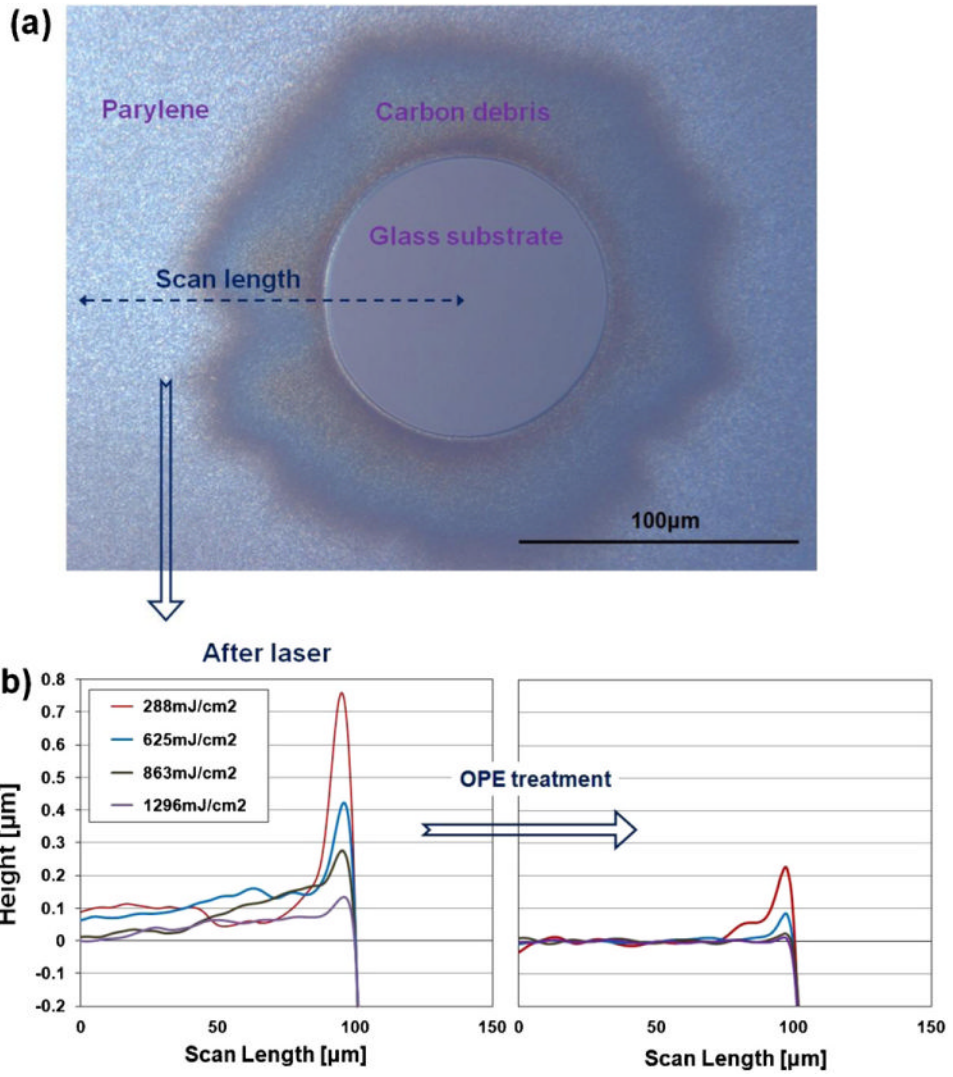 (a)
Parylene
Carbon debris
Glass substrate
Scan length
100µm
After laser
b)
0.8
0.7
0.6
0.5
0.4
0.3
0.2
0.1
0
-0.1
-0.2
Height [µm]
288mJ/cm2
625mJ/cm2
863mJ/cm2
1296mJ/cm2
OPE treatment
0 50 100 150
Scan Length [µm]
0 50 100 150
Scan Length [µm]